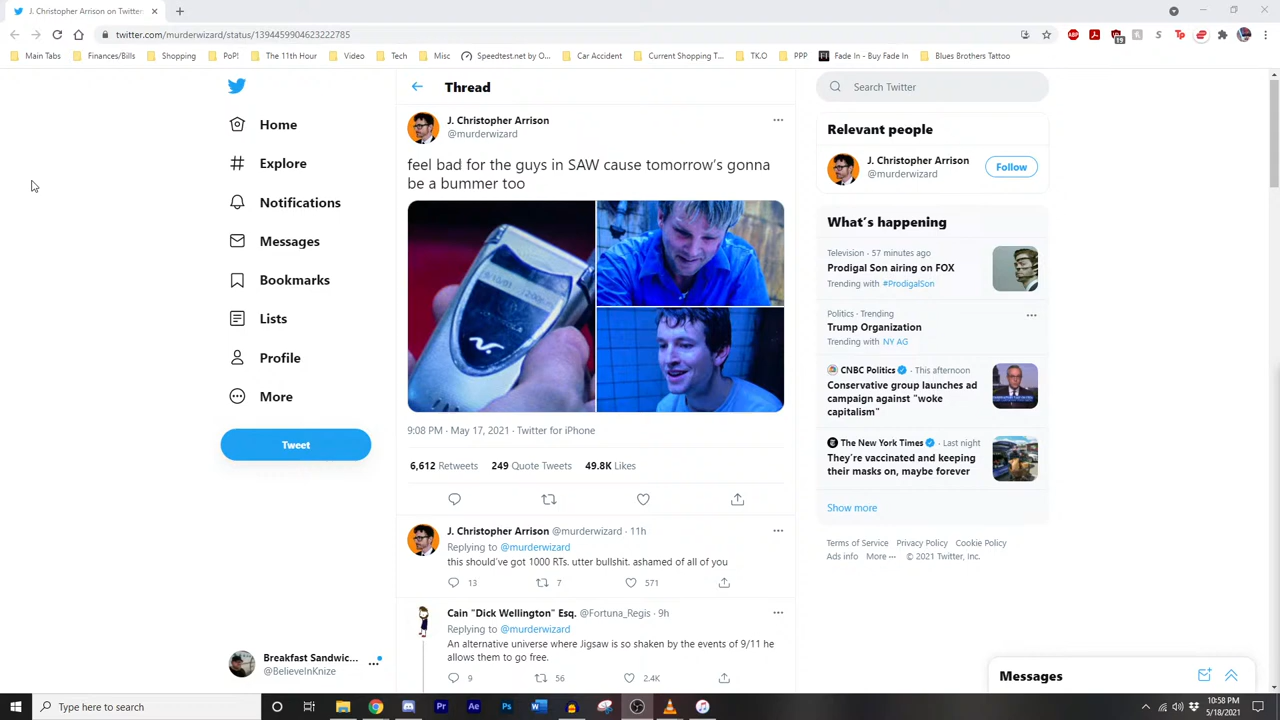 J. Christopher Arrison on Twitter
twitter.com/murderwizard/status/1394459904623222785
Main Tabs
Finances/Bills
Shopping
PoP!
The 11th Hour
Video
Tech
Misc
Speedtest.net by O...
Car Accident
Current Shopping T...
TK.O
PPP
Fade In - Buy Fade In
Blues Brothers Tattoo
Home
Explore
Notifications
Messages
Bookmarks
Lists
Profile
More
Tweet
Breakfast Sandwic...
@BelieveInKnize
Thread
J. Christopher Arrison
@murderwizard
feel bad for the guys in SAW cause tomorrow's gonna
be a bummer too
9:08 PM · May 17, 2021 · Twitter for iPhone
6,612 Retweets 249 Quote Tweets 49.8K Likes
J. Christopher Arrison @murderwizard · 11h
Replying to @murderwizard
this should've got 1000 RTs. utter bullshit. ashamed of all of you
13 7 571
Cain "Dick Wellington" Esq. @Fortuna_Regis · 9h
Replying to @murderwizard
An alternative universe where Jigsaw is so shaken by the events of 9/11 he
allows them to go free.
9 56 2.4K
Search Twitter
Relevant people
J. Christopher Arrison
@murderwizard
Follow
What's happening
Television · 57 minutes ago
Prodigal Son airing on FOX
Trending with #ProdigalSon
Politics · Trending
Trump Organization
Trending with NY AG
CNBC Politics · This afternoon
Conservative group launches ad
campaign against "woke
capitalism"
The New York Times · Last night
They're vaccinated and keeping
their masks on, maybe forever
Show more
Terms of Service Privacy Policy Cookie Policy
Ads info More © 2021 Twitter, Inc.
Messages
Type here to search
10:58 PM
5/18/2021